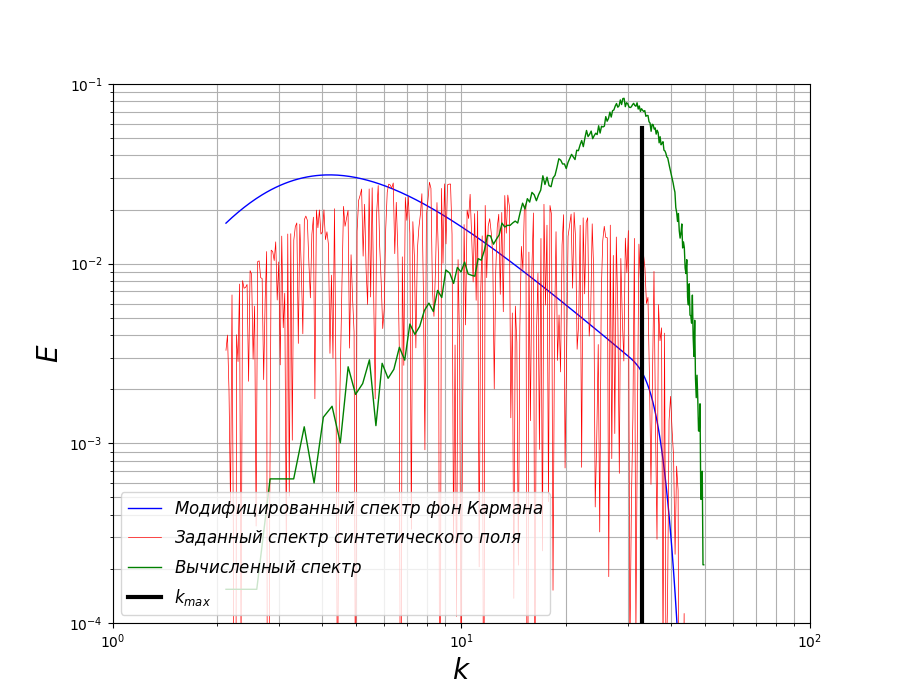 10⁻¹
10⁻²
10⁻³
10⁻⁴
E
Модифицированный спектр фон Кармана
Заданный спектр синтетического поля
Вычисленный спектр
kₘₐₓ
10⁰
10¹
10²
k